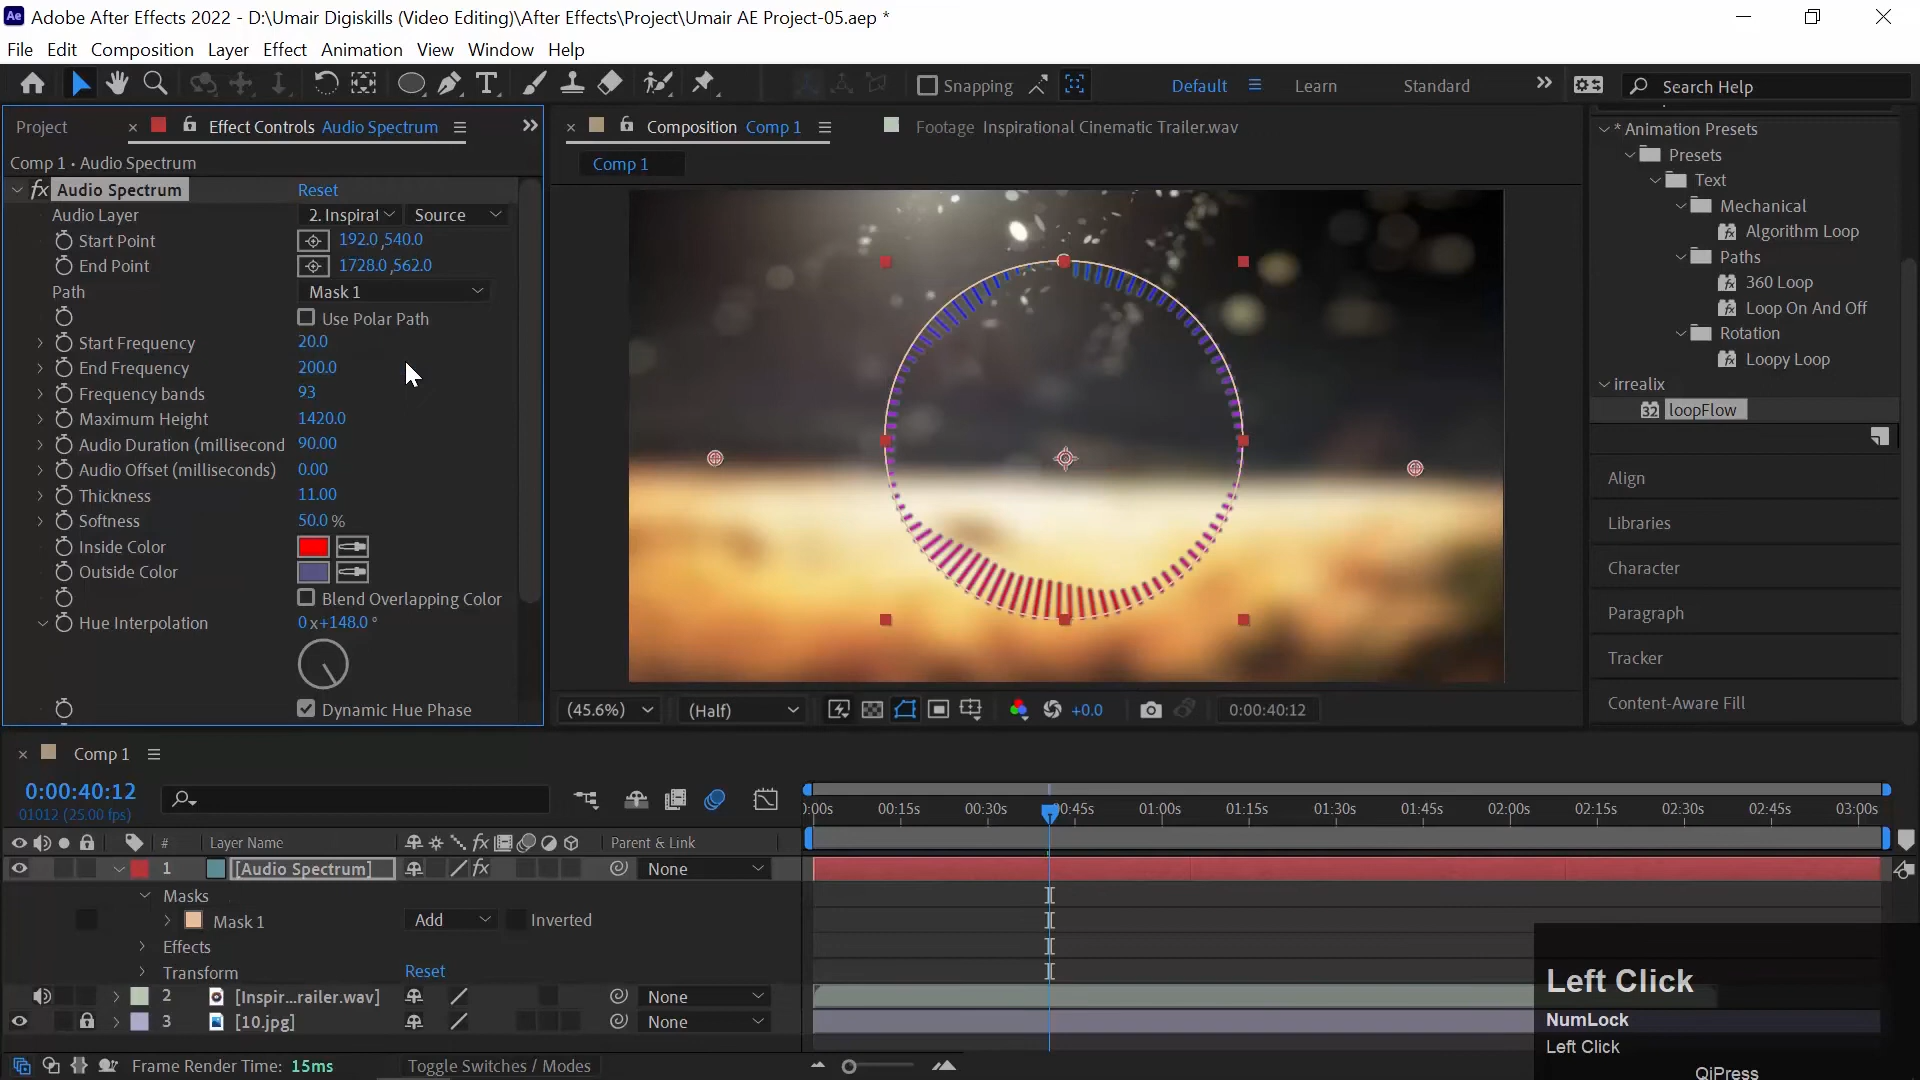 Adobe After Effects 2022 - D:\Umair Digiskills (Video Editing)\After Effects\Project\Umair AE Project-05.aep *
File Edit Composition Layer Effect Animation View Window Help
Snapping Default Learn Standard Search Help
Project Effect Controls Audio Spectrum
Composition Comp 1 Footage Inspirational Cinematic Trailer.wav
Comp 1 • Audio Spectrum
Comp 1
fx Audio Spectrum Reset
Audio Layer 2. Inspirat Source
Start Point 192.0 ,540.0
End Point 1728.0 ,562.0
Path Mask 1
Use Polar Path
Start Frequency 20.0
End Frequency 200.0
Frequency bands 93
Maximum Height 1420.0
Audio Duration (millisecond 90.00
Audio Offset (milliseconds) 0.00
Thickness 11.00
Softness 50.0 %
Inside Color
Outside Color
Blend Overlapping Color
Hue Interpolation 0 x+148.0 °
Dynamic Hue Phase
(45.6%) (Half) +0.0 0:00:40:12
* Animation Presets
Presets
Text
Mechanical
Algorithm Loop
Paths
360 Loop
Loop On And Off
Rotation
Loopy Loop
irrealix
32 loopFlow
Align
Libraries
Character
Paragraph
Tracker
Content-Aware Fill
Comp 1
0:00:40:12
01012 (25.00 fps)
):00s 00:15s 00:30s 00:45s 01:00s 01:15s 01:30s 01:45s 02:00s 02:15s 02:30s 02:45s 03:00s
# Layer Name fx Parent & Link
1 [Audio Spectrum] fx None
Masks
Mask 1 Add Inverted
Effects
Transform Reset
2 [Inspir...railer.wav] None
3 [10.jpg] None
Frame Render Time: 15ms Toggle Switches / Modes
Left Click
NumLock
Left Click
QiPress